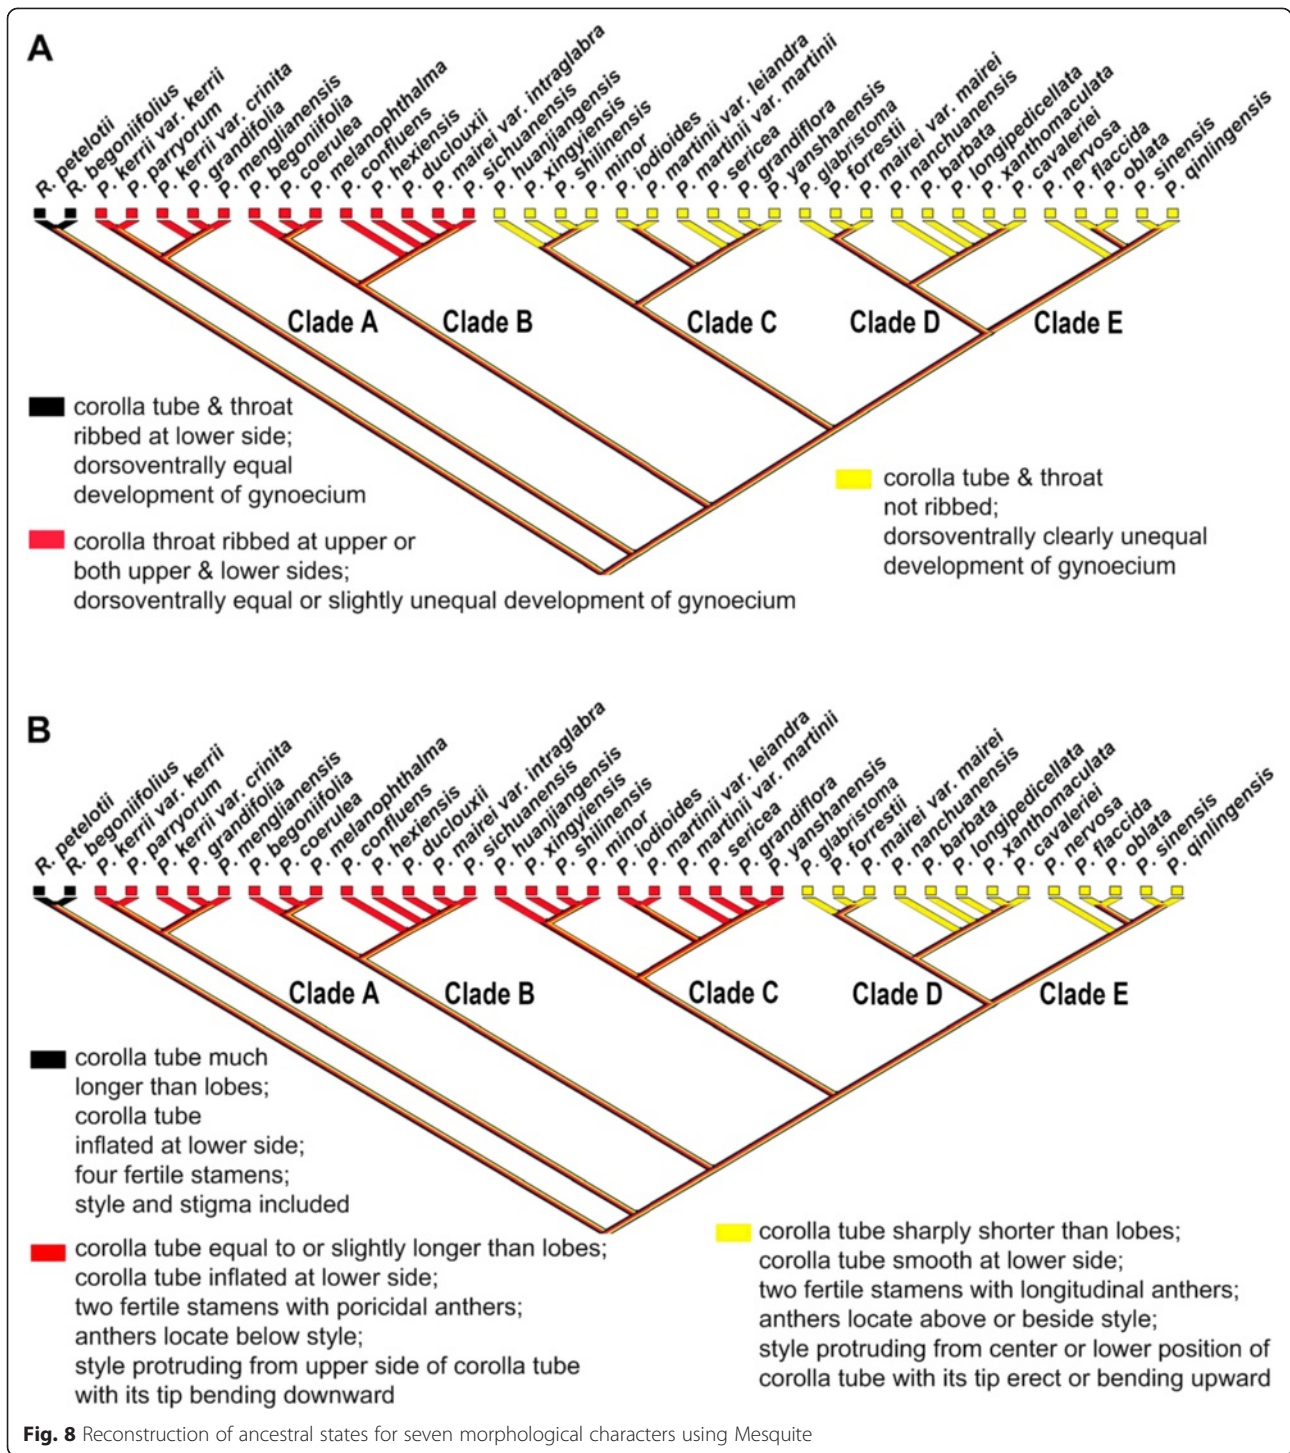 A
R. petelotii
R. begoniifolius
P. kerrii var. kerrii
P. parryorum
P. kerrii var. crinita
P. grandifolia
P. menglianensis
P. begoniifolia
P. coerulea
P. melanophthalma
P. confluens
P. hexiensis
P. duclouxii
P. mairei var. intraglabra
P. sichuanensis
P. huanjiangensis
P. xingyiensis
P. shilinensis
P. minor
P. iodioides
P. martinii var. leiandra
P. martinii var. martinii
P. sericea
P. grandiflora
P. yanshanensis
P. glabristoma
P. forrestii
P. mairei var. mairei
P. nanchuanensis
P. barbata
P. longipedicellata
P. xanthomaculata
P. cavaleriei
P. nervosa
P. flaccida
P. oblata
P. sinensis
P. qinlingensis
Clade A
Clade B
Clade C
Clade D
Clade E
corolla tube & throat
ribbed at lower side;
dorsoventrally equal
development of gynoecium
corolla throat ribbed at upper or
both upper & lower sides;
dorsoventrally equal or slightly unequal development of gynoecium
corolla tube & throat
not ribbed;
dorsoventrally clearly unequal
development of gynoecium
B
R. petelotii
R. begoniifolius
P. kerrii var. kerrii
P. parryorum
P. kerrii var. crinita
P. grandifolia
P. menglianensis
P. begoniifolia
P. coerulea
P. melanophthalma
P. confluens
P. hexiensis
P. duclouxii
P. mairei var. intraglabra
P. sichuanensis
P. huanjiangensis
P. xingyiensis
P. shilinensis
P. minor
P. iodioides
P. martinii var. leiandra
P. martinii var. martinii
P. sericea
P. grandiflora
P. yanshanensis
P. glabristoma
P. forrestii
P. mairei var. mairei
P. nanchuanensis
P. barbata
P. longipedicellata
P. xanthomaculata
P. cavaleriei
P. nervosa
P. flaccida
P. oblata
P. sinensis
P. qinlingensis
Clade A
Clade B
Clade C
Clade D
Clade E
corolla tube much
longer than lobes;
corolla tube
inflated at lower side;
four fertile stamens;
style and stigma included
corolla tube equal to or slightly longer than lobes;
corolla tube inflated at lower side;
two fertile stamens with poricidal anthers;
anthers locate below style;
style protruding from upper side of corolla tube
with its tip bending downward
corolla tube sharply shorter than lobes;
corolla tube smooth at lower side;
two fertile stamens with longitudinal anthers;
anthers locate above or beside style;
style protruding from center or lower position of
corolla tube with its tip erect or bending upward
Fig. 8 Reconstruction of ancestral states for seven morphological characters using Mesquite